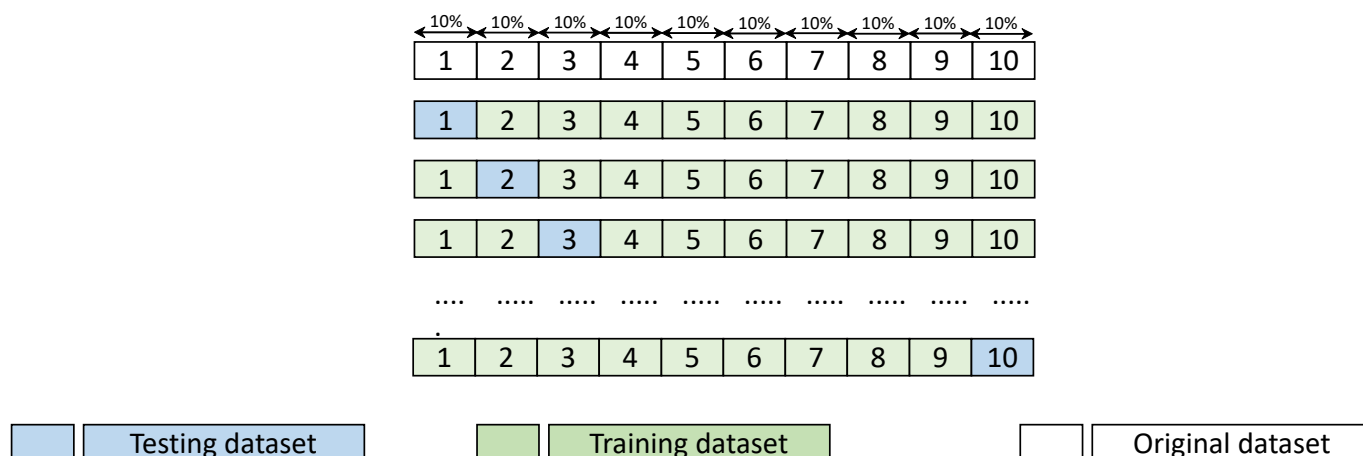 10% 10% 10% 10% 10% 10% 10% 10% 10% 10%
1 2 3 4 5 6 7 8 9 10
1 2 3 4 5 6 7 8 9 10
1 2 3 4 5 6 7 8 9 10
1 2 3 4 5 6 7 8 9 10
.... ..... ..... ..... ..... ..... ..... ..... ..... .....
.
1 2 3 4 5 6 7 8 9 10
Testing dataset Training dataset Original dataset